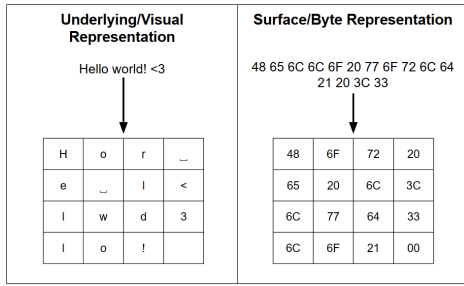 Underlying/Visual
Representation
Hello world! <3
H o r ␣
e ␣ l <
l w d 3
l o !
Surface/Byte Representation
48 65 6C 6C 6F 20 77 6F 72 6C 64
21 20 3C 33
48 6F 72 20
65 20 6C 3C
6C 77 64 33
6C 6F 21 00